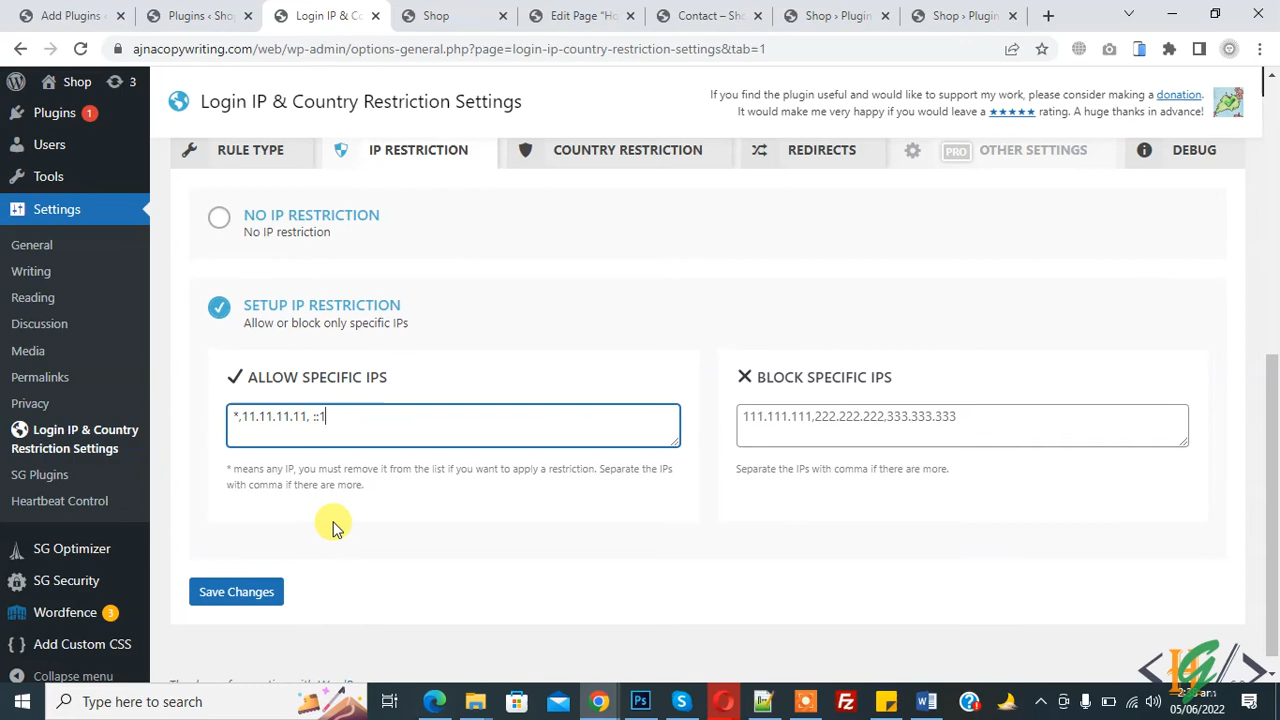 Add Plugins ‹
Plugins ‹ Shop
Login IP & Co
Shop
Edit Page "Ho
Contact – Sho
Shop › Plugin
Shop › Plugin
ajnacopywriting.com/web/wp-admin/options-general.php?page=login-ip-country-restriction-settings&tab=1
Shop
3
Plugins 1
Users
Tools
Settings
General
Writing
Reading
Discussion
Media
Permalinks
Privacy
Login IP & Country
Restriction Settings
SG Plugins
Heartbeat Control
SG Optimizer
SG Security
Wordfence 3
Add Custom CSS
Collapse menu
Login IP & Country Restriction Settings
If you find the plugin useful and would like to support my work, please consider making a donation.
It would make me very happy if you would leave a ★★★★★ rating. A huge thanks in advance!
RULE TYPE
IP RESTRICTION
COUNTRY RESTRICTION
REDIRECTS
PRO OTHER SETTINGS
DEBUG
NO IP RESTRICTION
No IP restriction
SETUP IP RESTRICTION
Allow or block only specific IPs
ALLOW SPECIFIC IPS
*,11.11.11.11, ::1
* means any IP, you must remove it from the list if you want to apply a restriction. Separate the IPs
with comma if there are more.
BLOCK SPECIFIC IPS
111.111.111,222.222.222,333.333.333
Separate the IPs with comma if there are more.
Save Changes
Type here to search
05/06/2022